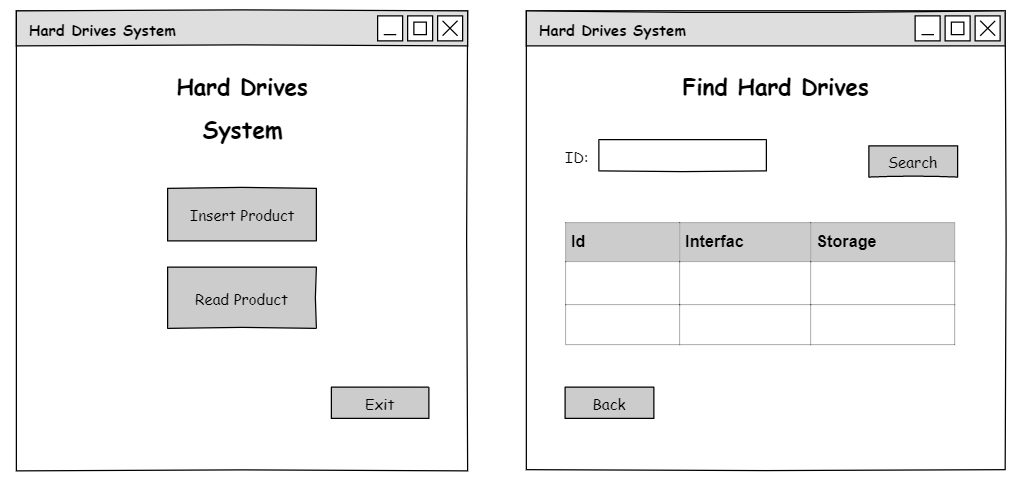 Hard Drives System
Hard Drives
System
Insert Product
Read Product
Exit
Hard Drives System
Find Hard Drives
ID:
Search
Id Interfac Storage
Back